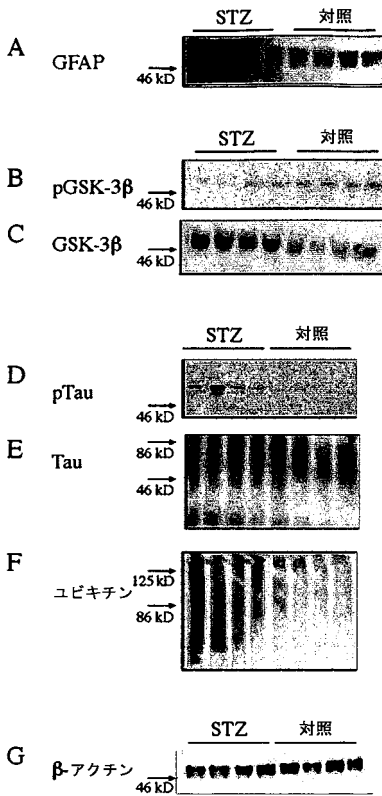 STZ 対照
A GFAP
46 kD
STZ 対照
B pGSK-3β
46 kD
C GSK-3β
46 kD
STZ 対照
D pTau
46 kD
E 86 kD
Tau
46 kD
F 125 kD
ユビキチン
86 kD
STZ 対照
G β-アクチン
46 kD